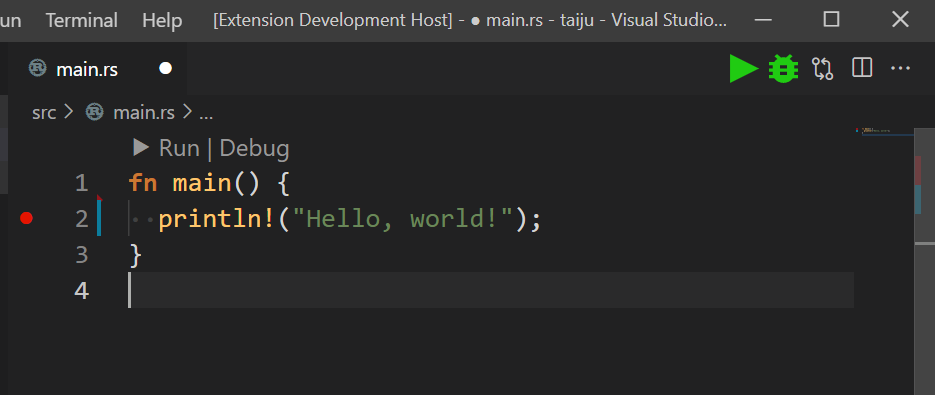 un Terminal Help [Extension Development Host] - ● main.rs - taiju - Visual Studio...
main.rs ●
src > main.rs > ...
▶ Run | Debug
1 fn main() {
2 ··println!("Hello, world!");
3 }
4